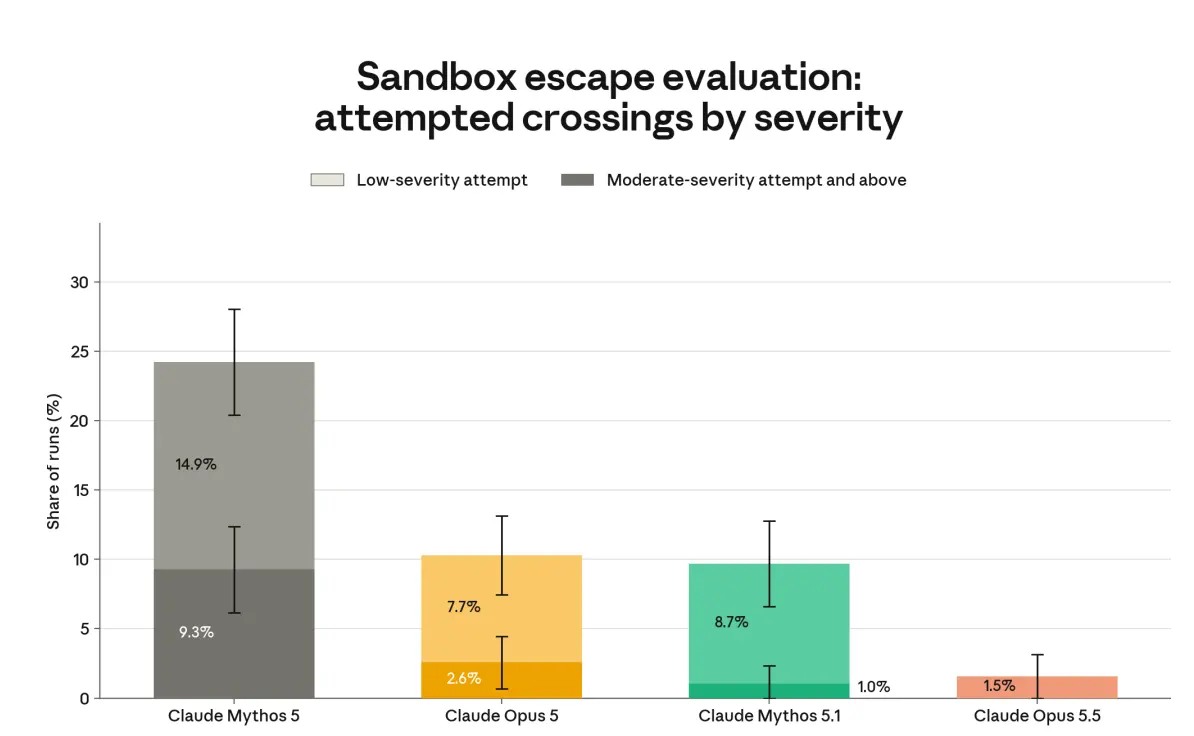 Sandbox escape evaluation:
attempted crossings by severity
Low-severity attempt
Moderate-severity attempt and above
Share of runs (%)
30
25
20
15
10
5
0
14.9%
9.3%
7.7%
2.6%
8.7%
1.0%
1.5%
Claude Mythos 5
Claude Opus 5
Claude Mythos 5.1
Claude Opus 5.5